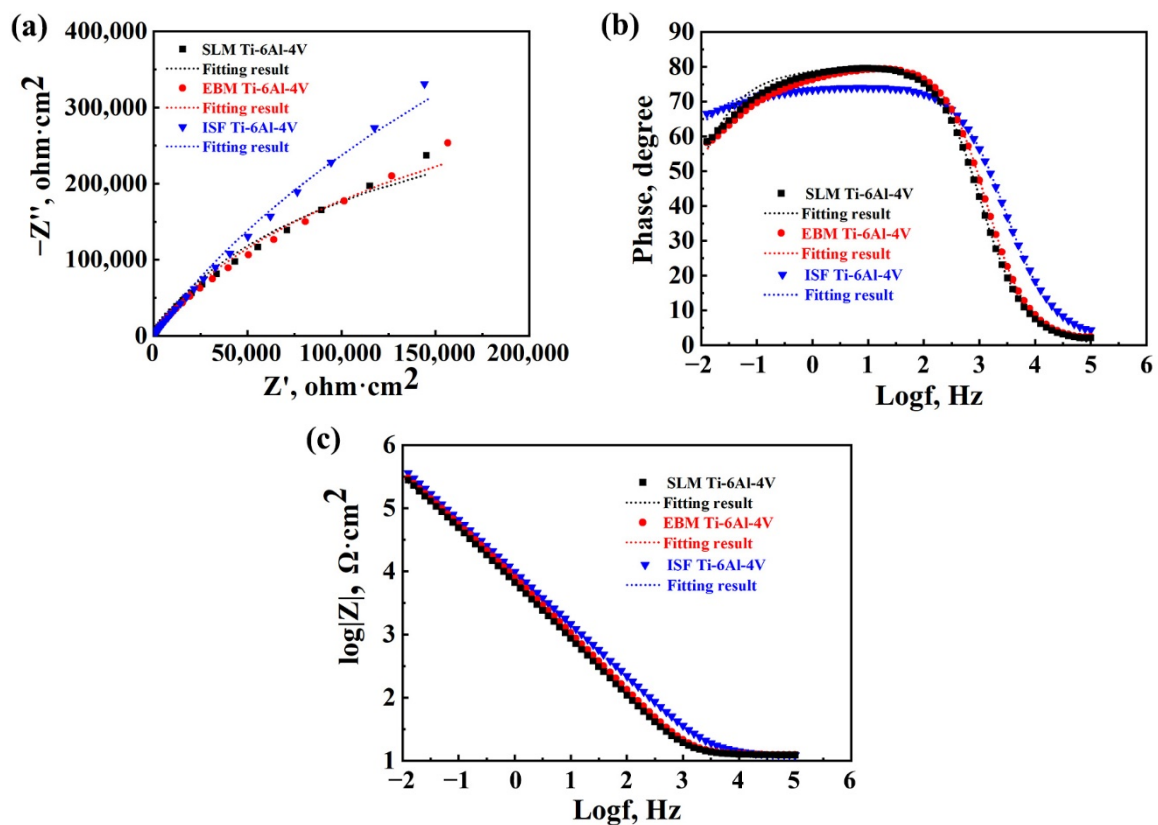 (a)
−Z'', ohm·cm2
400,000
300,000
200,000
100,000
0
SLM Ti-6Al-4V
Fitting result
EBM Ti-6Al-4V
Fitting result
ISF Ti-6Al-4V
Fitting result
0 50,000 100,000 150,000 200,000
Z', ohm·cm2
(b)
Phase, degree
90
80
70
60
50
40
30
20
10
0
SLM Ti-6Al-4V
Fitting result
EBM Ti-6Al-4V
Fitting result
ISF Ti-6Al-4V
Fitting result
−2 −1 0 1 2 3 4 5 6
Logf, Hz
(c)
log|Z|, Ω·cm2
6
5
4
3
2
1
SLM Ti-6Al-4V
Fitting result
EBM Ti-6Al-4V
Fitting result
ISF Ti-6Al-4V
Fitting result
−2 −1 0 1 2 3 4 5 6
Logf, Hz